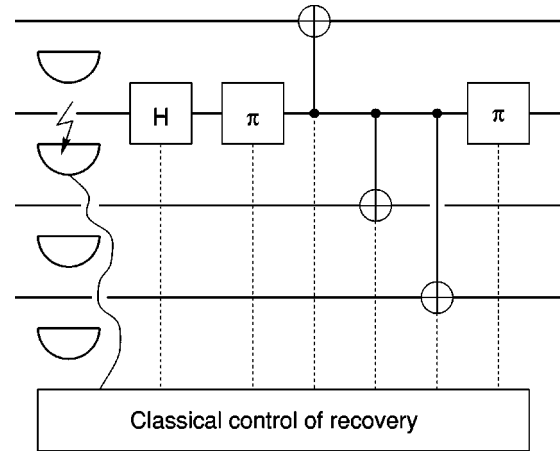 H
π
π
Classical control of recovery